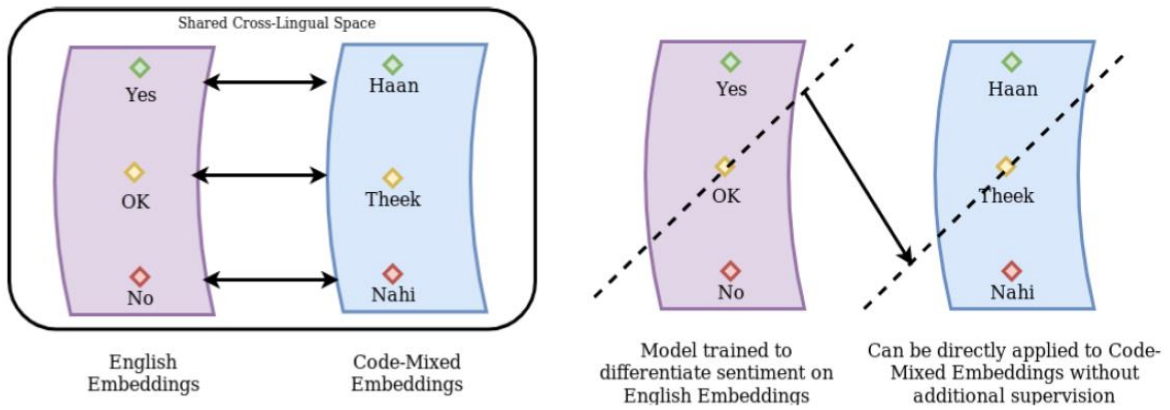 Shared Cross-Lingual Space
Yes
Haan
OK
Theek
No
Nahi
English
Embeddings
Code-Mixed
Embeddings
Yes
Haan
OK
Theek
No
Nahi
Model trained to
differentiate sentiment on
English Embeddings
Can be directly applied to Code-
Mixed Embeddings without
additional supervision